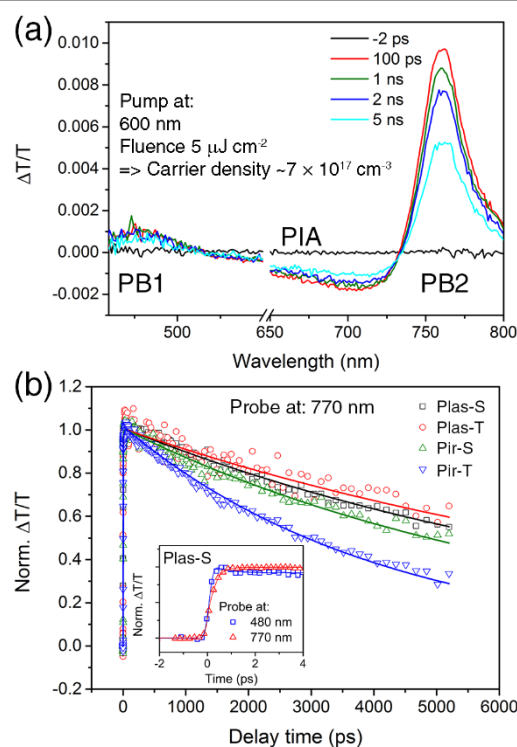 (a)
-2 ps
100 ps
1 ns
2 ns
5 ns
Pump at:
600 nm
Fluence 5 μJ cm-2
=> Carrier density ~7 × 10^17 cm-3
PIA
PB1
PB2
0.010
0.008
0.006
0.004
0.002
0.000
-0.002
ΔT/T
500
650
700
750
800
Wavelength (nm)
(b)
Probe at: 770 nm
Plas-S
Plas-T
Pir-S
Pir-T
1.2
1.0
0.8
0.6
0.4
0.2
0.0
-0.2
Norm. ΔT/T
Plas-S
Probe at:
480 nm
770 nm
Norm. ΔT/T
-2
0
2
4
Time (ps)
0
1000
2000
3000
4000
5000
6000
Delay time (ps)